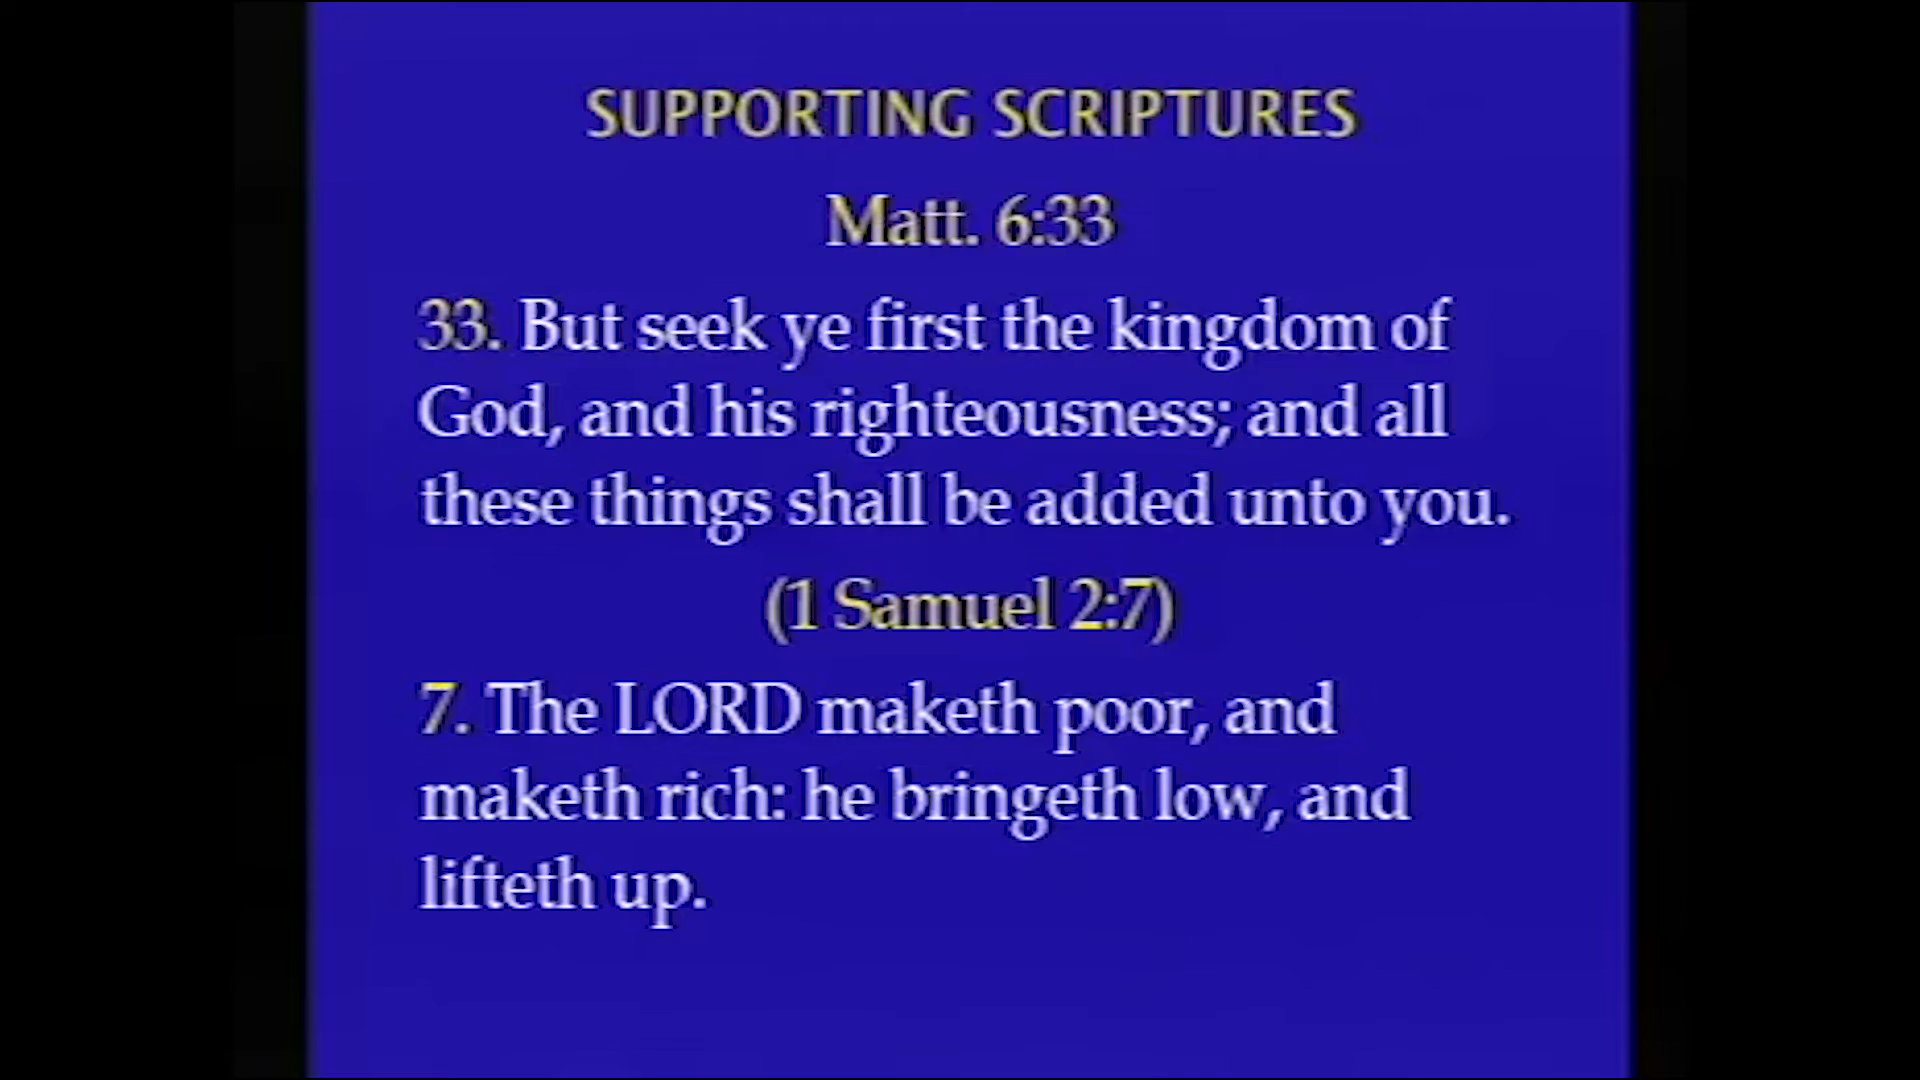 SUPPORTING SCRIPTURES
Matt. 6:33
33. But seek ye first the kingdom of
God, and his righteousness; and all
these things shall be added unto you.
(1 Samuel 2:7)
7. The LORD maketh poor, and
maketh rich: he bringeth low, and
lifteth up.